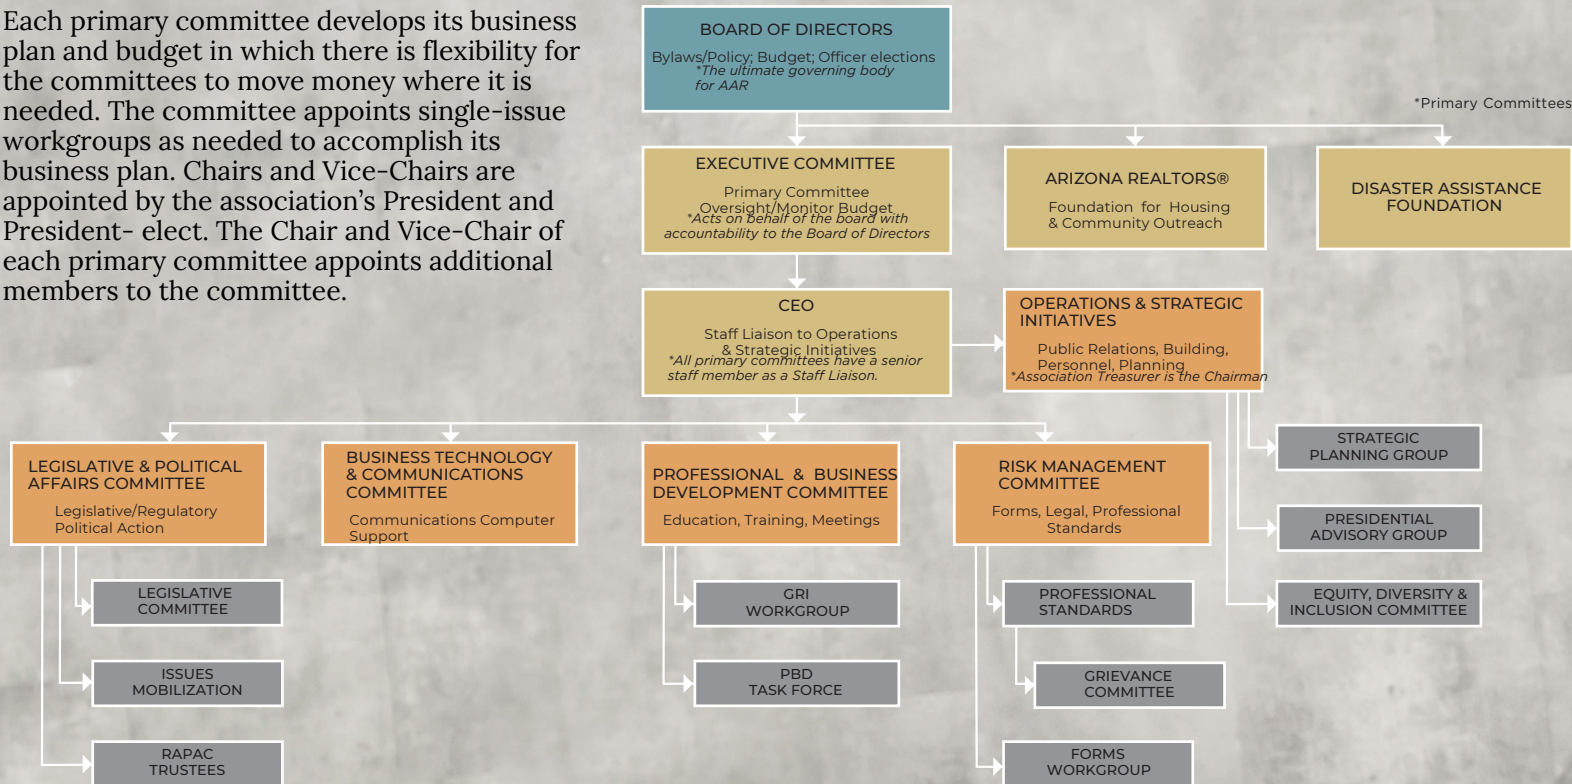 Each primary committee develops its business
plan and budget in which there is flexibility for
the committees to move money where it is
needed. The committee appoints single-issue
workgroups as needed to accomplish its
business plan. Chairs and Vice-Chairs are
appointed by the association's President and
President- elect. The Chair and Vice-Chair of
each primary committee appoints additional
members to the committee.
BOARD OF DIRECTORS
Bylaws/Policy; Budget; Officer elections
*The ultimate governing body
for AAR
*Primary Committees
EXECUTIVE COMMITTEE
Primary Committee
Oversight/Monitor Budget
*Acts on behalf of the board with
accountability to the Board of Directors
ARIZONA REALTORS®
Foundation for Housing
& Community Outreach
DISASTER ASSISTANCE
FOUNDATION
CEO
Staff Liaison to Operations
& Strategic Initiatives
*All primary committees have a senior
staff member as a Staff Liaison.
OPERATIONS & STRATEGIC
INITIATIVES
Public Relations, Building,
Personnel, Planning
*Association Treasurer is the Chairman
STRATEGIC
PLANNING GROUP
PRESIDENTIAL
ADVISORY GROUP
EQUITY, DIVERSITY &
INCLUSION COMMITTEE
LEGISLATIVE & POLITICAL
AFFAIRS COMMITTEE
Legislative/Regulatory
Political Action
LEGISLATIVE
COMMITTEE
ISSUES
MOBILIZATION
RAPAC
TRUSTEES
BUSINESS TECHNOLOGY
& COMMUNICATIONS
COMMITTEE
Communications Computer
Support
PROFESSIONAL & BUSINESS
DEVELOPMENT COMMITTEE
Education, Training, Meetings
GRI
WORKGROUP
PBD
TASK FORCE
RISK MANAGEMENT
COMMITTEE
Forms, Legal, Professional
Standards
PROFESSIONAL
STANDARDS
GRIEVANCE
COMMITTEE
FORMS
WORKGROUP